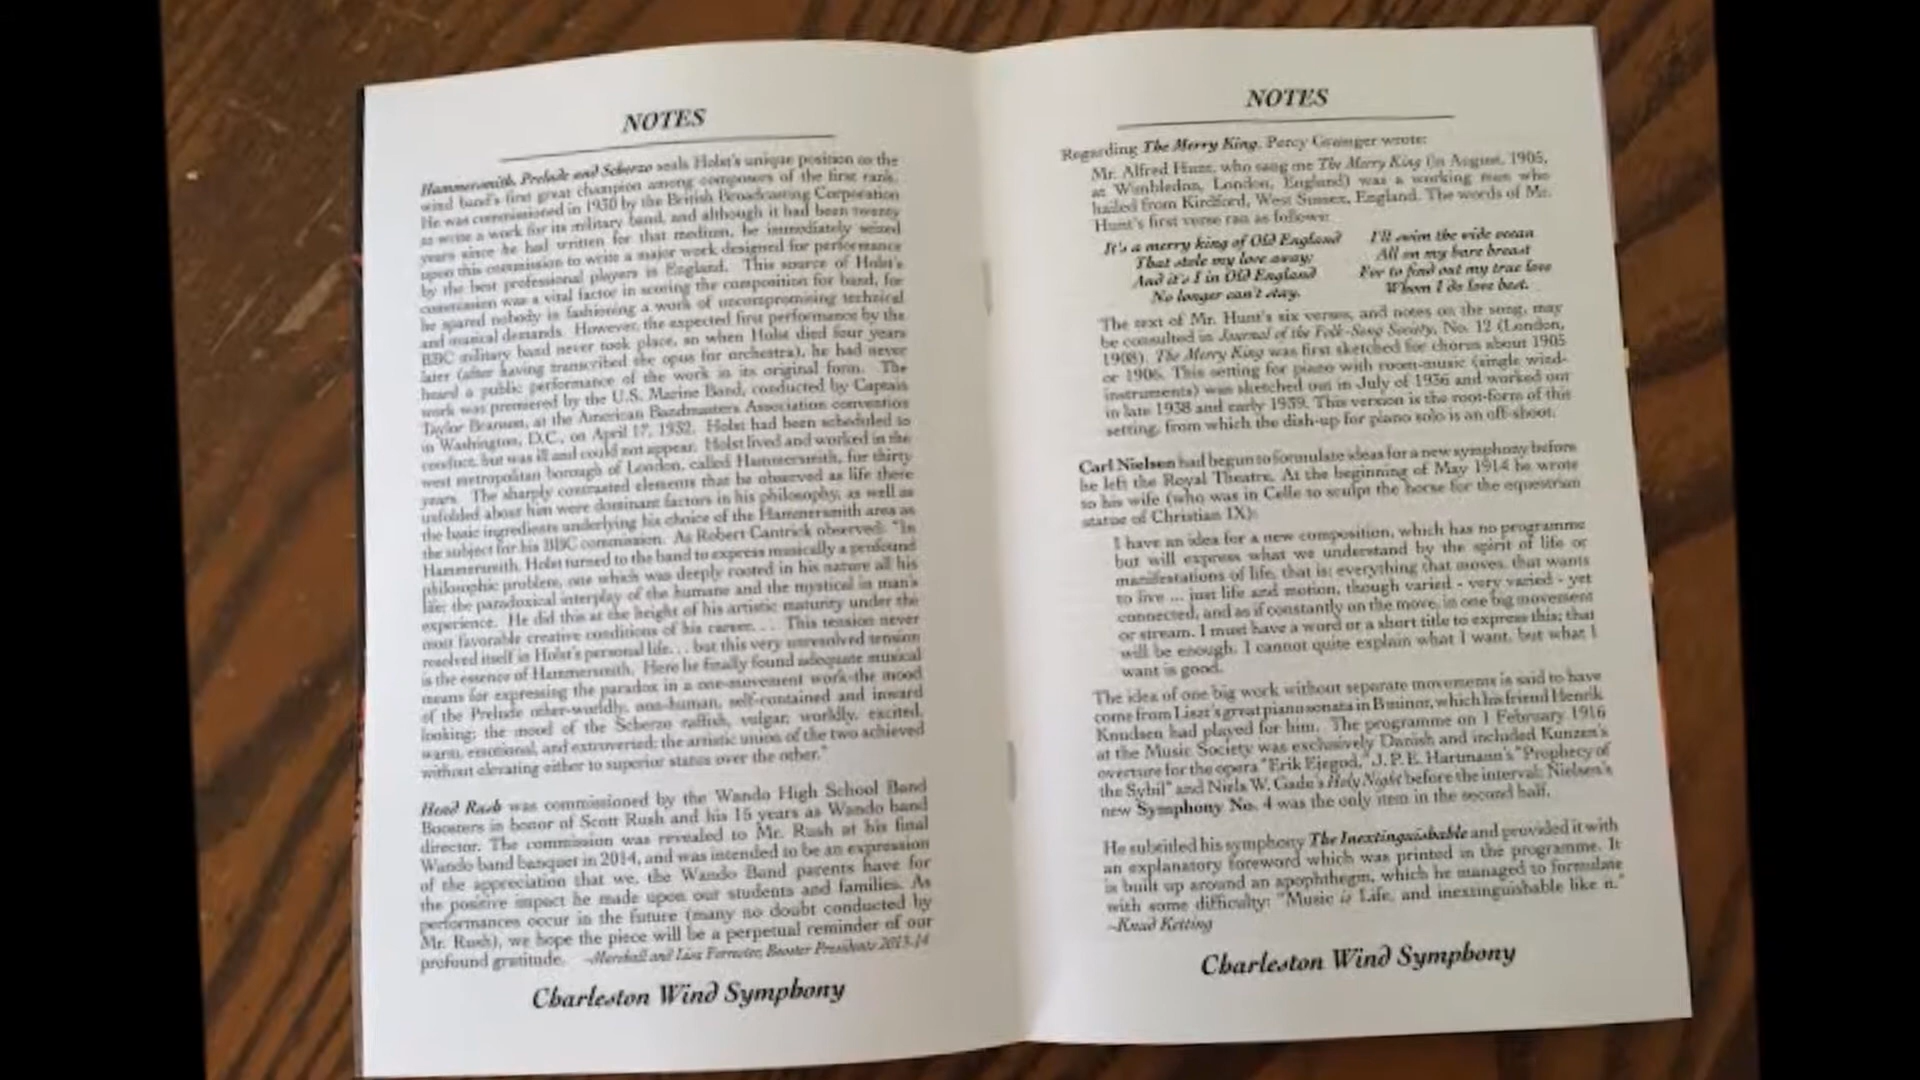 NOTES
Hammersmith, Prelude and Scherzo seals Holst's unique position as the
wind band's first great champion among composers of the first rank.
He was commissioned in 1930 by the British Broadcasting Corporation
to write a work for its military band, and although it had been twenty
years since he had written for that medium, he immediately seized
upon this commission to write a major work designed for performance
by the best professional players in England. This source of Holst's
commission was a vital factor in scoring the composition for band, for
he spared nobody in fashioning a work of uncompromising technical
and musical demands. However, the expected first performance by the
BBC military band never took place, so when Holst died four years
later (after having transcribed the opus for orchestra), he had never
heard a public performance of the work in its original form. The
work was premiered by the U.S. Marine Band, conducted by Captain
Taylor Branson, at the American Bandmasters Association convention
in Washington, D.C., on April 17, 1932. Holst had been scheduled to
conduct, but was ill and could not appear. Holst lived and worked in the
west metropolitan borough of London, called Hammersmith, for thirty
years. The sharply contrasted elements that he observed as life there
unfolded about him were dominant factors in his philosophy, as well as
the basic ingredients underlying his choice of the Hammersmith area as
the subject for his BBC commission. As Robert Cantrick observed: "In
Hammersmith, Holst turned to the band to express musically a profound
philosophic problem, one which was deeply rooted in his nature all his
life: the paradoxical interplay of the humane and the mystical in man's
experience. He did this at the height of his artistic maturity under the
most favorable creative conditions of his career. . . This tension never
resolved itself in Holst's personal life. . . but this very unresolved tension
is the essence of Hammersmith. Here he finally found adequate musical
means for expressing the paradox in a one-movement work-the mood
of the Prelude other-worldly, non-human, self-contained and inward
looking; the mood of the Scherzo raffish, vulgar, worldly, excited,
warm, emotional, and extroverted; the artistic union of the two achieved
without elevating either to superior status over the other."
Head Rush was commissioned by the Wando High School Band
Boosters in honor of Scott Rush and his 15 years as Wando band
director. The commission was revealed to Mr. Rush at his final
Wando band banquet in 2014, and was intended to be an expression
of the appreciation that we, the Wando Band parents have for
the positive impact he made upon our students and families. As
performances occur in the future (many no doubt conducted by
Mr. Rush), we hope the piece will be a perpetual reminder of our
profound gratitude. ~Marshall and Lisa Forrester, Booster Presidents 2013-14
Charleston Wind Symphony
NOTES
Regarding The Merry King, Percy Grainger wrote:
Mr. Alfred Hunt, who sang me The Merry King (in August, 1905,
at Wimbledon, London, England) was a working man who
hailed from Kirdford, West Sussex, England. The words of Mr.
Hunt's first verse ran as follows:
It's a merry king of Old England
That stole my love away;
And it's I in Old England
No longer can't stay.
I'll swim the wide ocean
All on my bare breast
For to find out my true love
Whom I do love best.
The text of Mr. Hunt's six verses, and notes on the song, may
be consulted in Journal of the Folk-Song Society, No. 12 (London,
1908). The Merry King was first sketched for chorus about 1905
or 1906. This setting for piano with room-music (single wind-
instruments) was sketched out in July of 1936 and worked out
in late 1938 and early 1939. This version is the root-form of this
setting, from which the dish-up for piano solo is an off-shoot.
Carl Nielsen had begun to formulate ideas for a new symphony before
he left the Royal Theatre. At the beginning of May 1914 he wrote
to his wife (who was in Celle to sculpt the horse for the equestrian
statue of Christian IX):
I have an idea for a new composition, which has no programme
but will express what we understand by the spirit of life or
manifestations of life, that is: everything that moves, that wants
to live ... just life and motion, though varied - very varied - yet
connected, and as if constantly on the move, in one big movement
or stream. I must have a word or a short title to express this; that
will be enough. I cannot quite explain what I want, but what I
want is good.
The idea of one big work without separate movements is said to have
come from Liszt's great piano sonata in B minor, which his friend Henrik
Knudsen had played for him. The programme on 1 February 1916
at the Music Society was exclusively Danish and included Kunzen's
overture for the opera "Erik Ejegod," J. P. E. Hartmann's "Prophecy of
the Sybil" and Niels W. Gade's Holy Night before the interval; Nielsen's
new Symphony No. 4 was the only item in the second half.
He subtitled his symphony The Inextinguishable and provided it with
an explanatory foreword which was printed in the programme. It
is built up around an apophthegm, which he managed to formulate
with some difficulty: "Music is Life, and inextinguishable like it."
~Knud Ketting
Charleston Wind Symphony